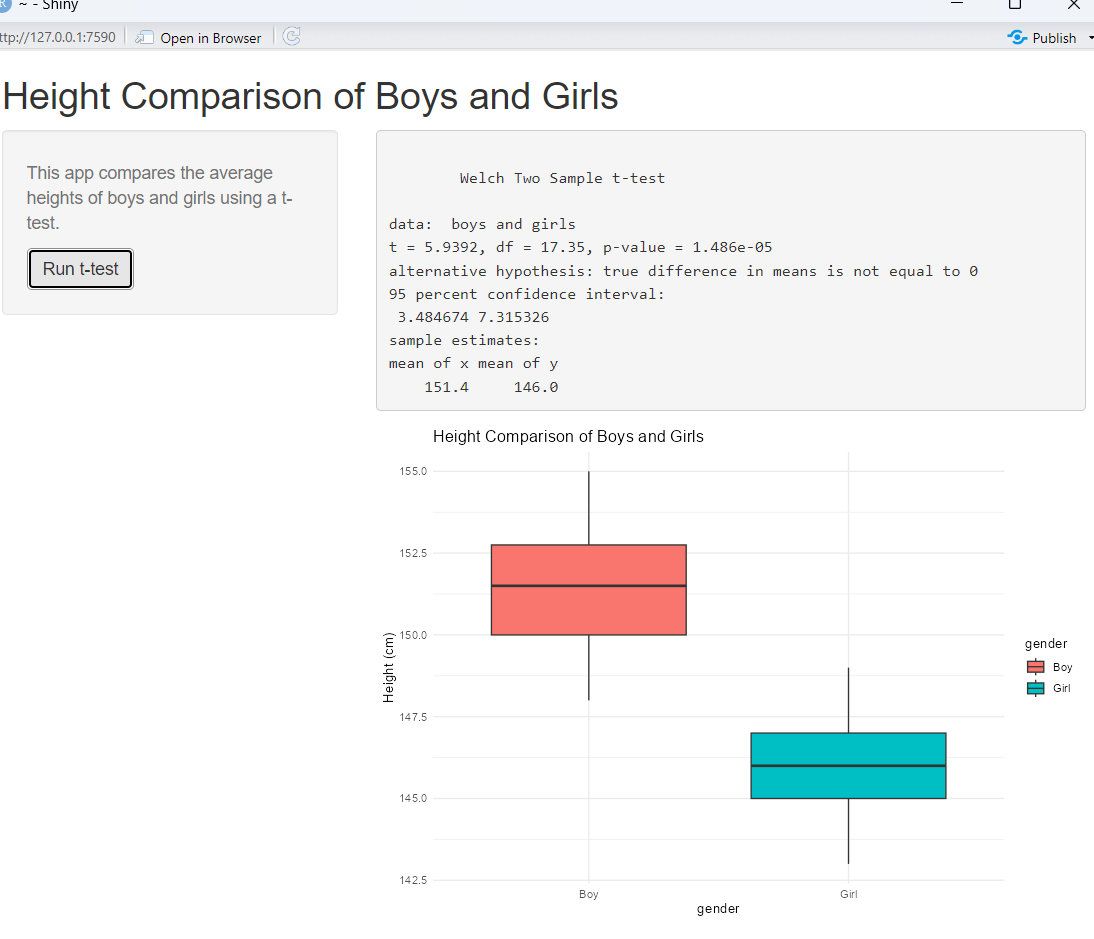 ~ - Shiny
ttp://127.0.0.1:7590 Open in Browser Publish
Height Comparison of Boys and Girls
This app compares the average
heights of boys and girls using a t-
test.
Run t-test
Welch Two Sample t-test
data:  boys and girls
t = 5.9392, df = 17.35, p-value = 1.486e-05
alternative hypothesis: true difference in means is not equal to 0
95 percent confidence interval:
3.484674 7.315326
sample estimates:
mean of x mean of y
151.4 146.0
Height Comparison of Boys and Girls
155.0
152.5
150.0
147.5
145.0
142.5
Height (cm)
Boy Girl
gender
gender
Boy
Girl